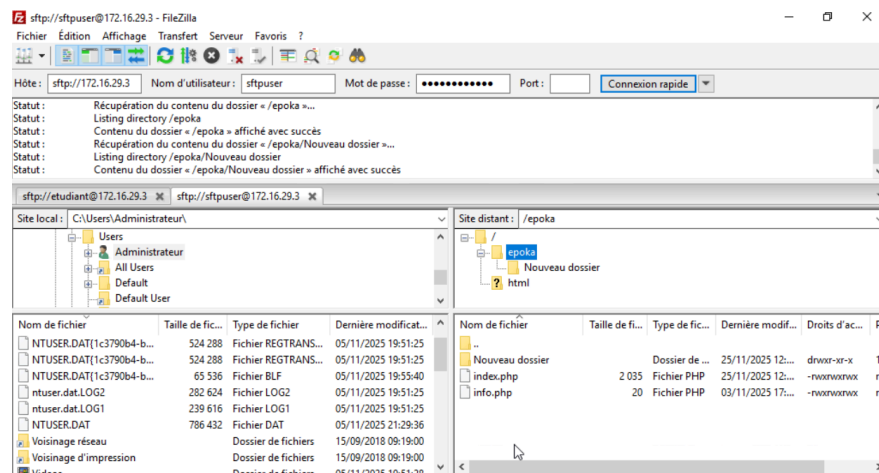 sftp://sftpuser@172.16.29.3 - FileZilla
Fichier Édition Affichage Transfert Serveur Favoris ?
Hôte : sftp://172.16.29.3 Nom d'utilisateur : sftpuser Mot de passe : ●●●●●●●●●●●● Port : Connexion rapide
Statut : Récupération du contenu du dossier « /epoka »...
Statut : Listing directory /epoka
Statut : Contenu du dossier « /epoka » affiché avec succès
Statut : Récupération du contenu du dossier « /epoka/Nouveau dossier »...
Statut : Listing directory /epoka/Nouveau dossier
Statut : Contenu du dossier « /epoka/Nouveau dossier » affiché avec succès
sftp://etudiant@172.16.29.3 sftp://sftpuser@172.16.29.3
Site local : C:\Users\Administrateur\
Users
Administrateur
All Users
Default
Default User
Site distant : /epoka
/
epoka
Nouveau dossier
? html
Nom de fichier Taille de fic... Type de fichier Dernière modificat...
NTUSER.DAT{1c3790b4-b... 524 288 Fichier REGTRANS... 05/11/2025 19:51:25
NTUSER.DAT{1c3790b4-b... 524 288 Fichier REGTRANS... 05/11/2025 19:51:25
NTUSER.DAT{1c3790b4-b... 65 536 Fichier BLF 05/11/2025 19:55:40
ntuser.dat.LOG2 282 624 Fichier LOG2 05/11/2025 19:51:25
ntuser.dat.LOG1 239 616 Fichier LOG1 05/11/2025 19:51:25
NTUSER.DAT 786 432 Fichier DAT 05/11/2025 21:29:36
Voisinage réseau Dossier de fichiers 15/09/2018 09:19:00
Voisinage d'impression Dossier de fichiers 15/09/2018 09:19:00
Nom de fichier Taille de fi... Type de fic... Dernière modif... Droits d'ac...
..
Nouveau dossier Dossier de ... 25/11/2025 12:... drwxr-xr-x
index.php 2 035 Fichier PHP 25/11/2025 12:... -rwxrwxrwx
info.php 20 Fichier PHP 03/11/2025 17:... -rwxrwxrwx